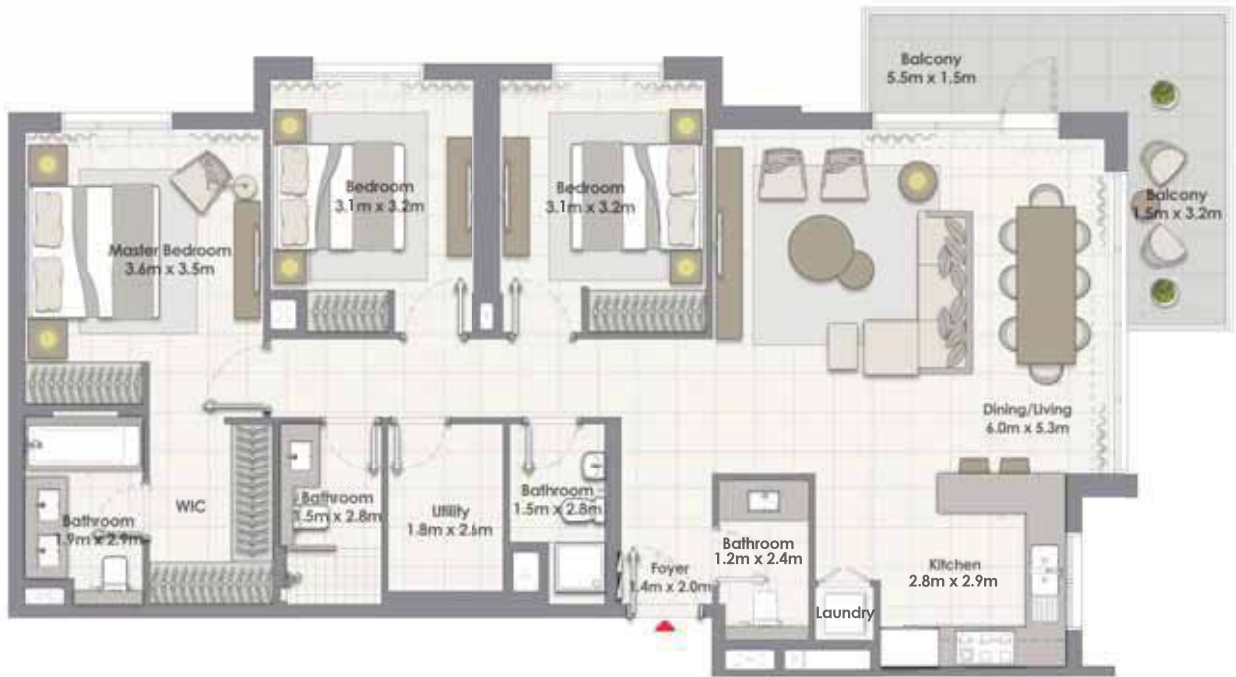 Balcony
5.5m x 1.5m
Bedroom
3.1m x 3.2m
Bedroom
3.1m x 3.2m
Balcony
1.5m x 3.2m
Master Bedroom
3.6m x 3.5m
Dining/Living
6.0m x 5.3m
WIC
Bathroom
1.9m x 2.9m
Bathroom
1.5m x 2.8m
Utility
1.8m x 2.6m
Bathroom
1.5m x 2.8m
Foyer
1.4m x 2.0m
Bathroom
1.2m x 2.4m
Kitchen
2.8m x 2.9m
Laundry